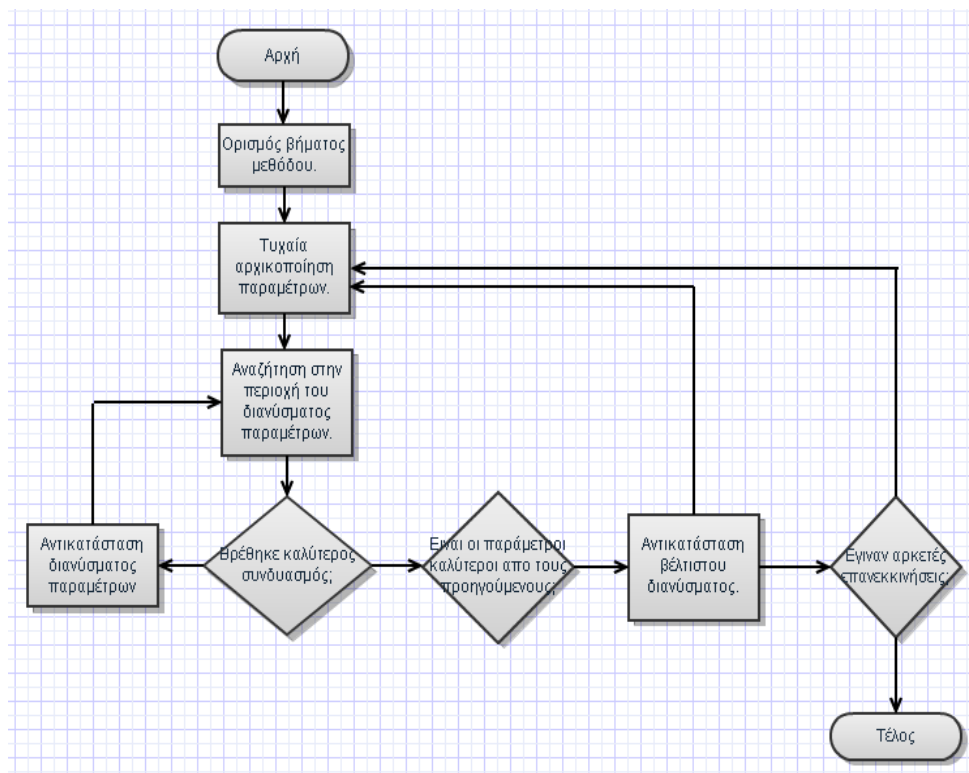 Αρχή
Ορισμός βήματος
μεθόδου.
Τυχαία
αρχικοποίηση
παραμέτρων.
Αναζήτηση στην
περιοχή του
διανύσματος
παραμέτρων.
Αντικατάσταση
διανύσματος
παραμέτρων
Βρέθηκε καλύτερος
συνδυασμός;
Ειναι οι παράμετροι
καλύτεροι απο τους
προηγούμενους;
Αντικατάσταση
βέλτιστου
διανύσματος.
Εγιναν αρκετές
επανεκκινήσεις;
Τέλος